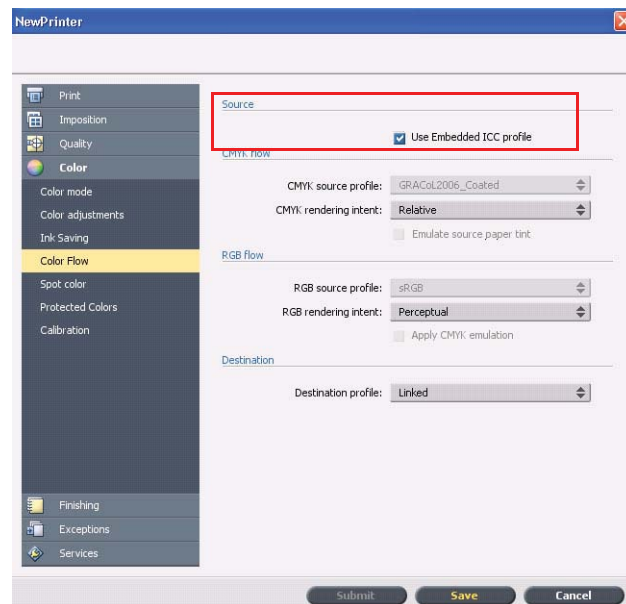 NewPrinter
Print
Imposition
Quality
Color
Color mode
Color adjustments
Ink Saving
Color Flow
Spot color
Protected Colors
Calibration
Finishing
Exceptions
Services
Source
Use Embedded ICC profile
CMYK flow
CMYK source profile: GRACoL2006_Coated
CMYK rendering intent: Relative
Emulate source paper tint
RGB flow
RGB source profile: sRGB
RGB rendering intent: Perceptual
Apply CMYK emulation
Destination
Destination profile: Linked
Submit Save Cancel